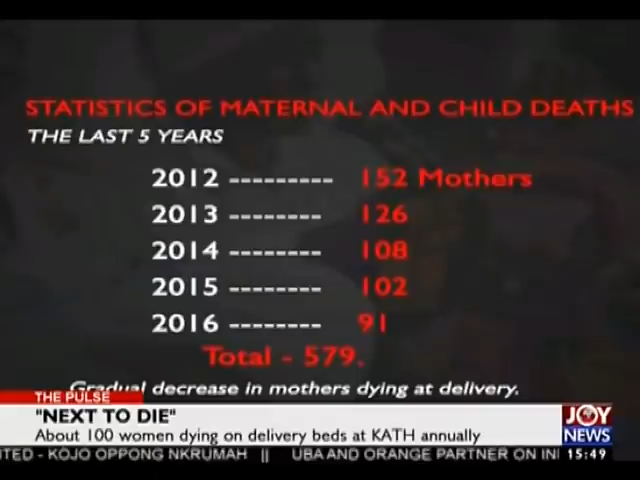 STATISTICS OF MATERNAL AND CHILD DEATHS
THE LAST 5 YEARS
2012 --------- 152 Mothers
2013 -------- 126
2014 -------- 108
2015 -------- 102
2016 -------- 91
Total - 579.
Gradual decrease in mothers dying at delivery.
THE PULSE
"NEXT TO DIE"
About 100 women dying on delivery beds at KATH annually
JOY
NEWS
ITED - KOJO OPPONG NKRUMAH || UBA AND ORANGE PARTNER ON IN
15:49